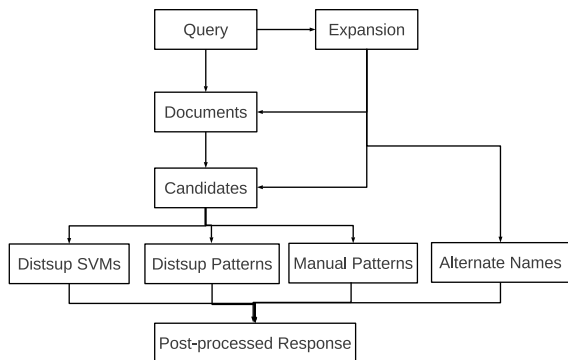 Query
Expansion
Documents
Candidates
Distsup SVMs
Distsup Patterns
Manual Patterns
Alternate Names
Post-processed Response